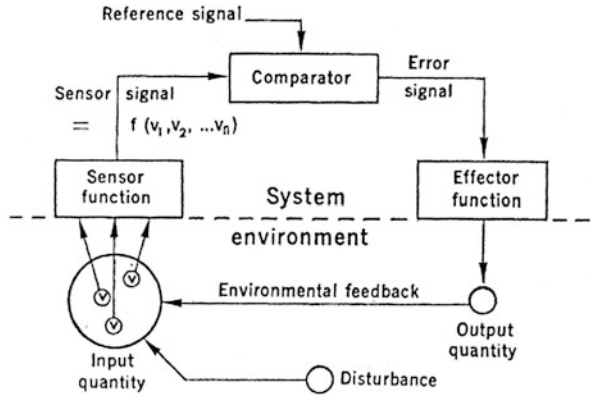 Reference signal
Comparator
Error
signal
Sensor signal
= f (v₁,v₂, ...vₙ)
Sensor
function
System
Effector
function
environment
v
v
v
Environmental feedback
Input
quantity
Output
quantity
Disturbance